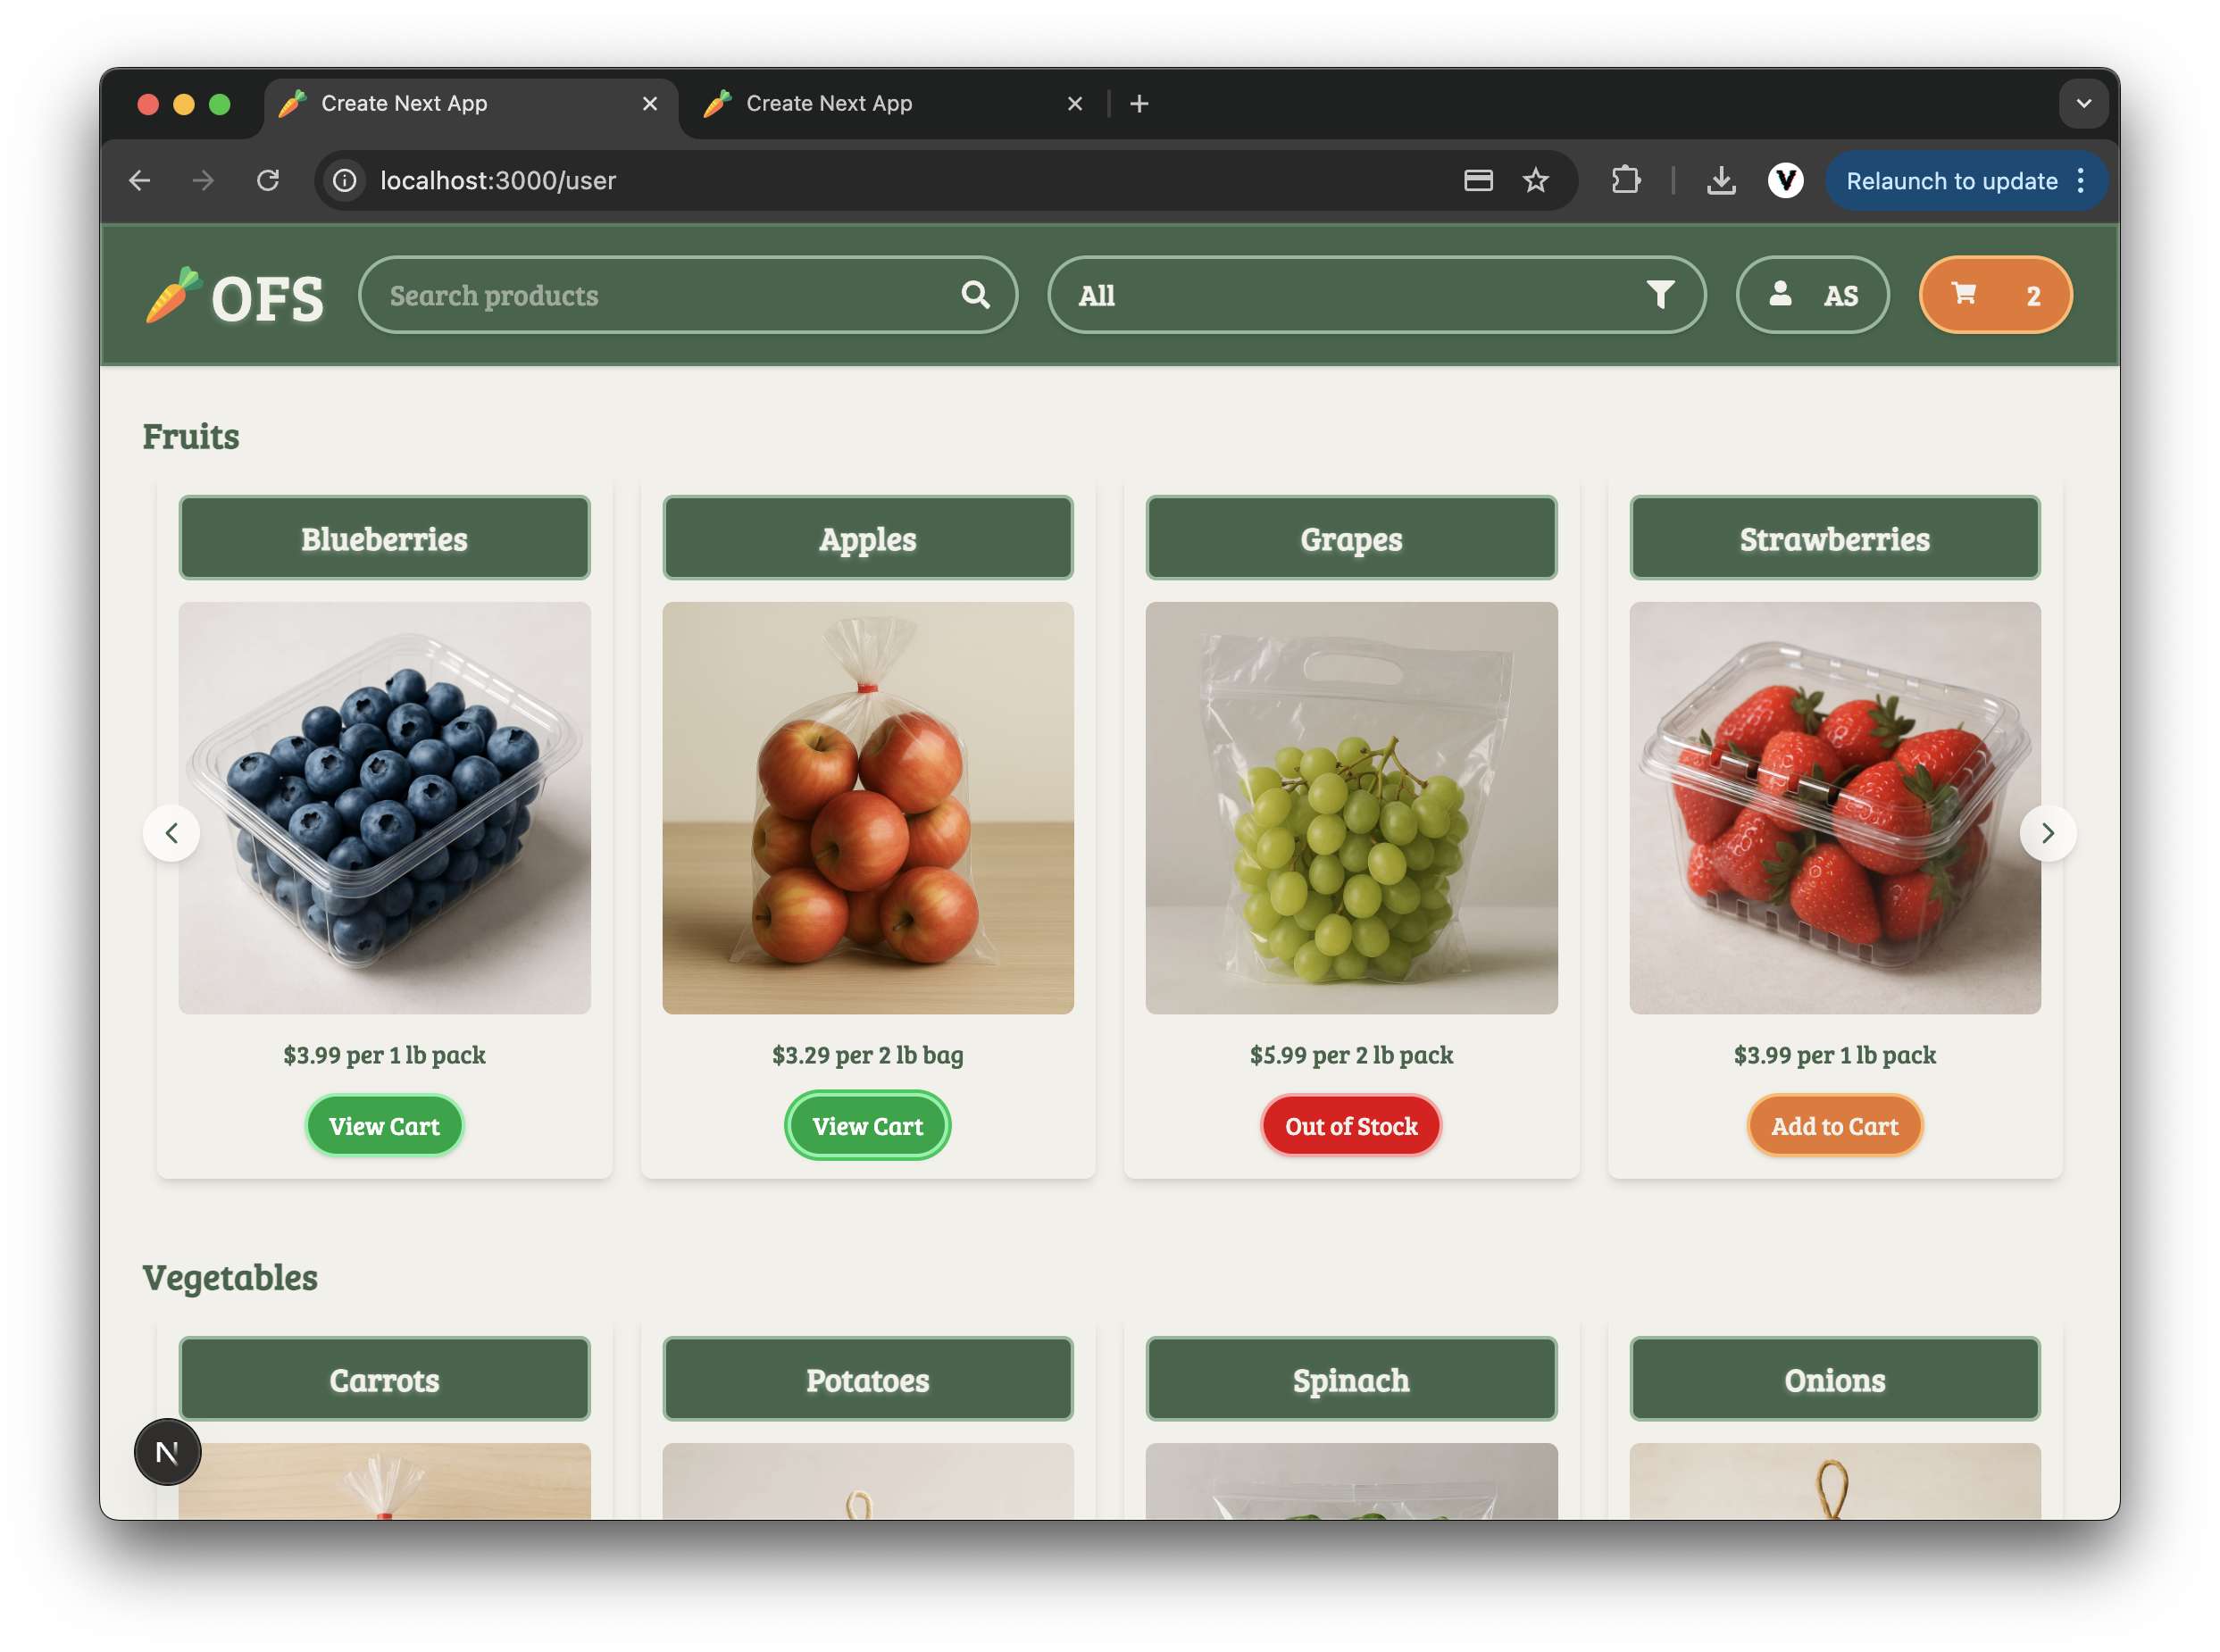 Create Next App
Create Next App
localhost:3000/user
V
Relaunch to update
OFS
Search products
All
AS
2
Fruits
Blueberries
Apples
Grapes
Strawberries
$3.99 per 1 lb pack
$3.29 per 2 lb bag
$5.99 per 2 lb pack
$3.99 per 1 lb pack
View Cart
View Cart
Out of Stock
Add to Cart
Vegetables
Carrots
Potatoes
Spinach
Onions
N